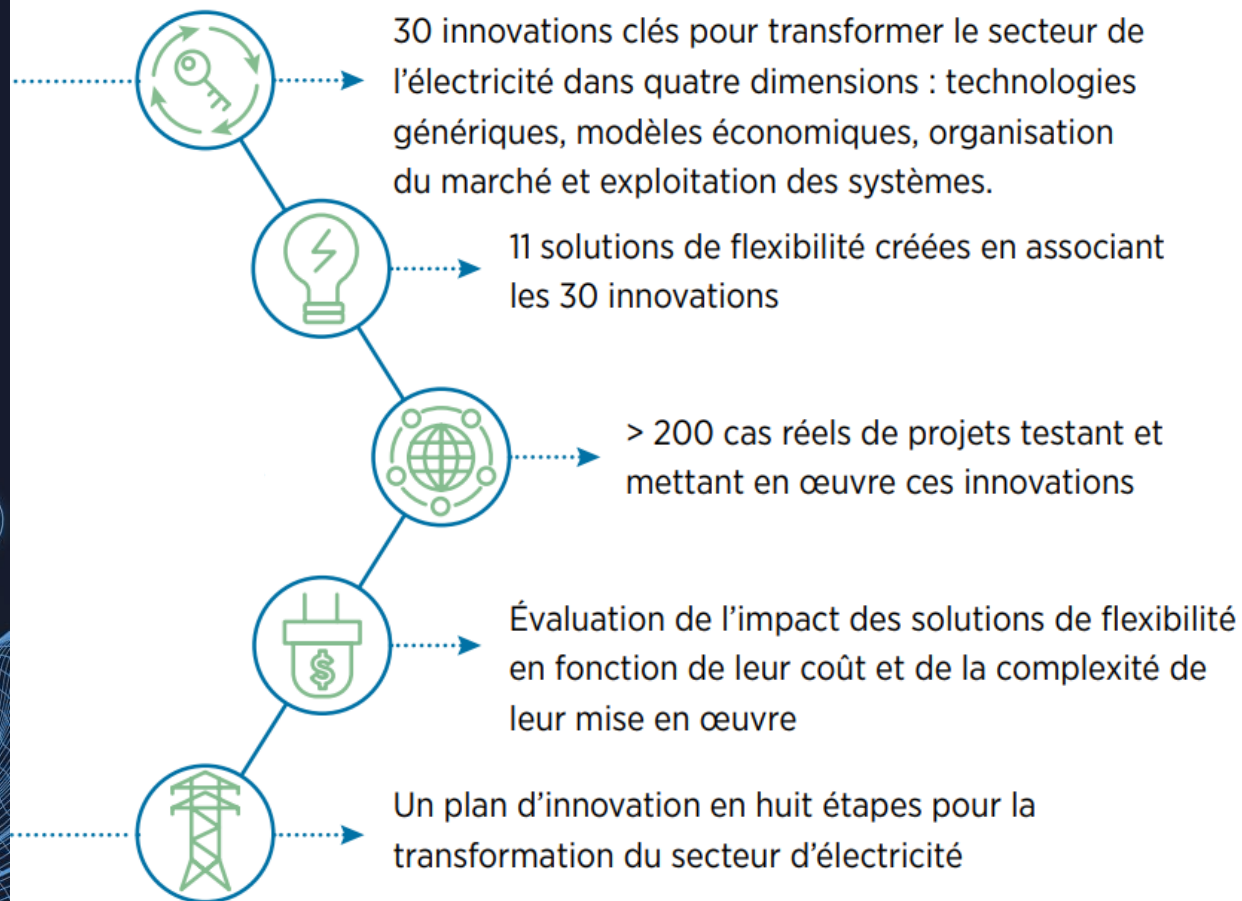 30 innovations clés pour transformer le secteur de
l’électricité dans quatre dimensions : technologies
génériques, modèles économiques, organisation
du marché et exploitation des systèmes.
11 solutions de flexibilité créées en associant
les 30 innovations
> 200 cas réels de projets testant et
mettant en œuvre ces innovations
$
Évaluation de l’impact des solutions de flexibilité
en fonction de leur coût et de la complexité de
leur mise en œuvre
Un plan d’innovation en huit étapes pour la
transformation du secteur d’électricité